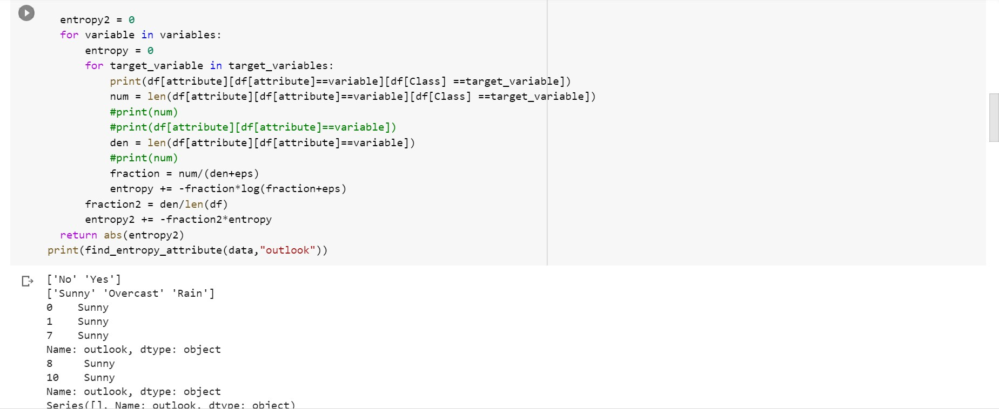 entropy2 = 0
for variable in variables:
entropy = 0
for target_variable in target_variables:
print(df[attribute][df[attribute]==variable][df[Class] ==target_variable])
num = len(df[attribute][df[attribute]==variable][df[Class] ==target_variable])
#print(num)
#print(df[attribute][df[attribute]==variable])
den = len(df[attribute][df[attribute]==variable])
#print(num)
fraction = num/(den+eps)
entropy += -fraction*log(fraction+eps)
fraction2 = den/len(df)
entropy2 += -fraction2*entropy
return abs(entropy2)
print(find_entropy_attribute(data,"outlook"))
['No' 'Yes']
['Sunny' 'Overcast' 'Rain']
0 Sunny
1 Sunny
7 Sunny
Name: outlook, dtype: object
8 Sunny
10 Sunny
Name: outlook, dtype: object
Series([], Name: outlook, dtype: object)